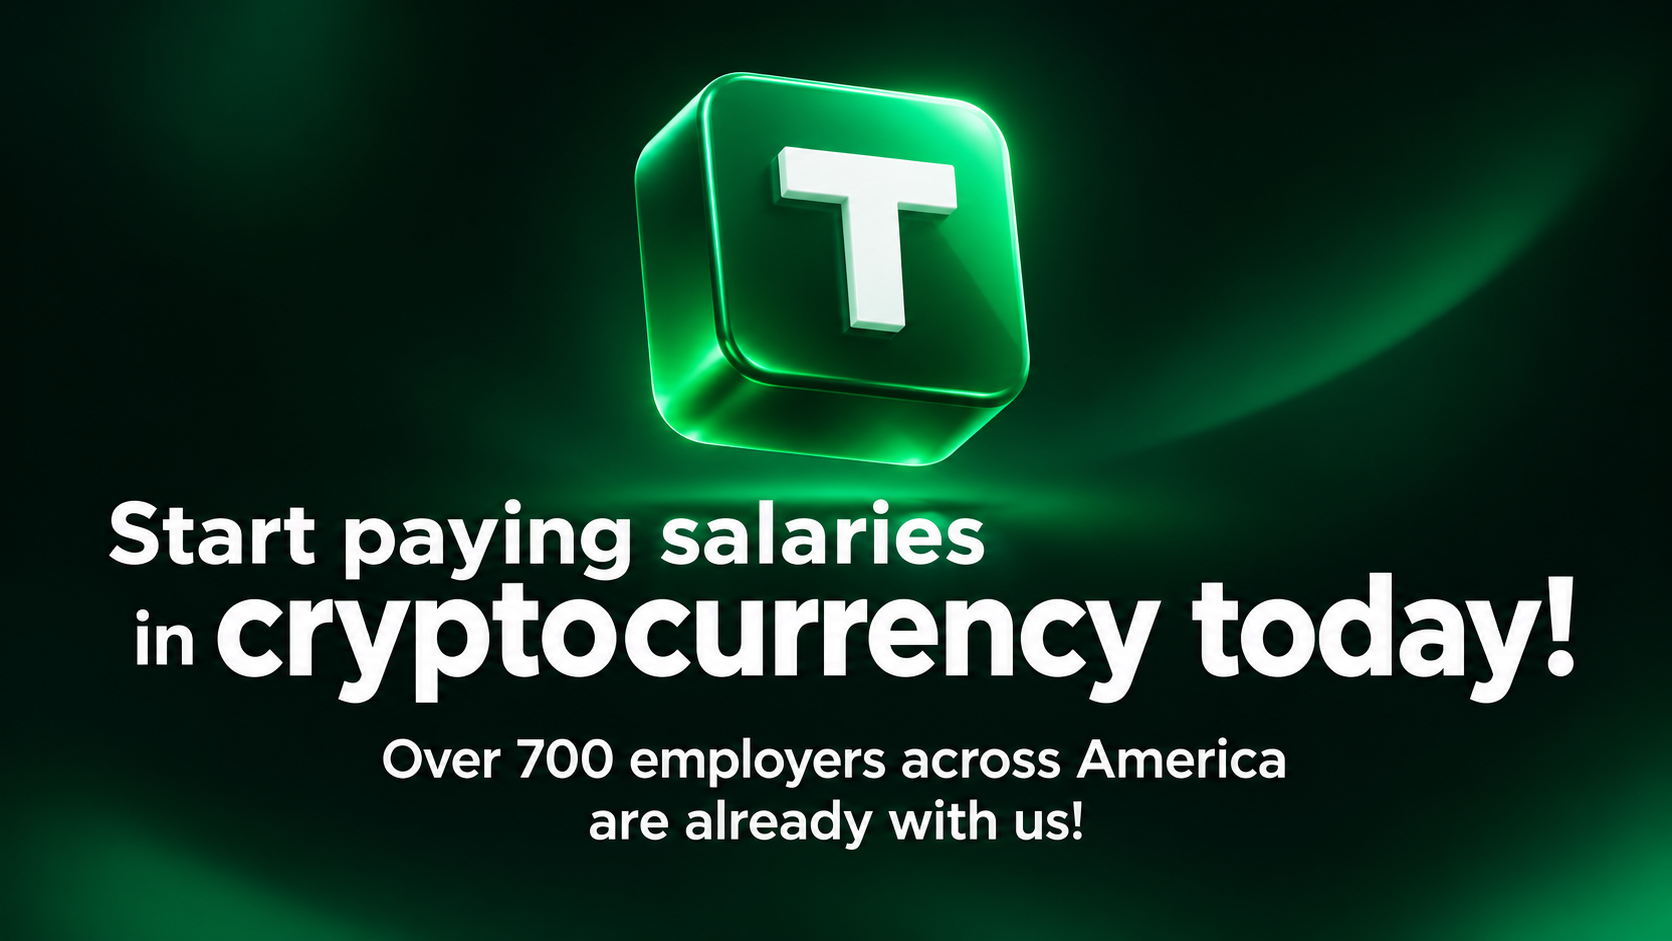 T
Start paying salaries
in cryptocurrency today!
Over 700 employers across America
are already with us!